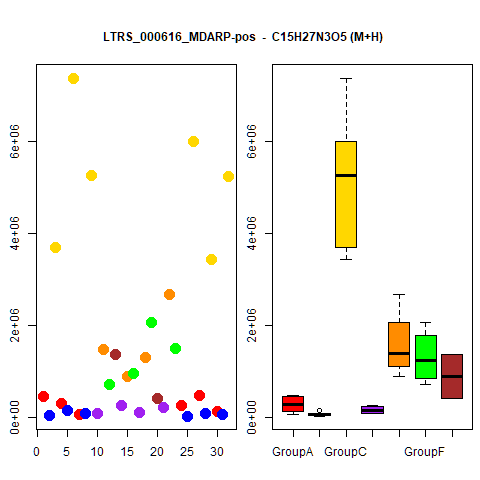 LTRS_000616_MDARP-pos - C15H27N3O5 (M+H)
0e+00 2e+06 4e+06 6e+06
0 5 10 15 20 25 30
0e+00 2e+06 4e+06 6e+06
GroupA GroupC GroupF